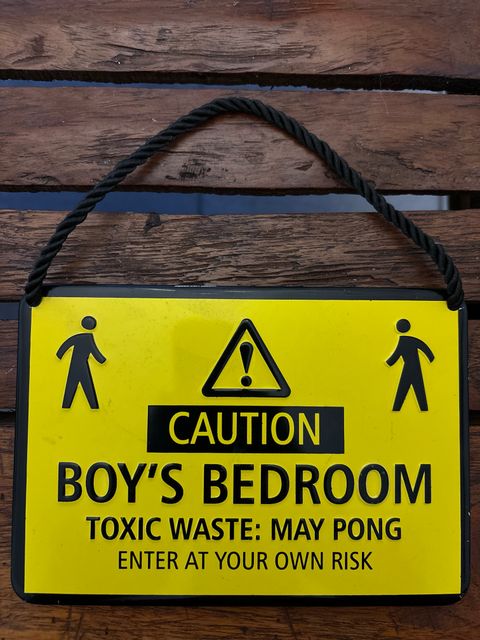 CAUTION
BOY'S BEDROOM
TOXIC WASTE: MAY PONG
ENTER AT YOUR OWN RISK